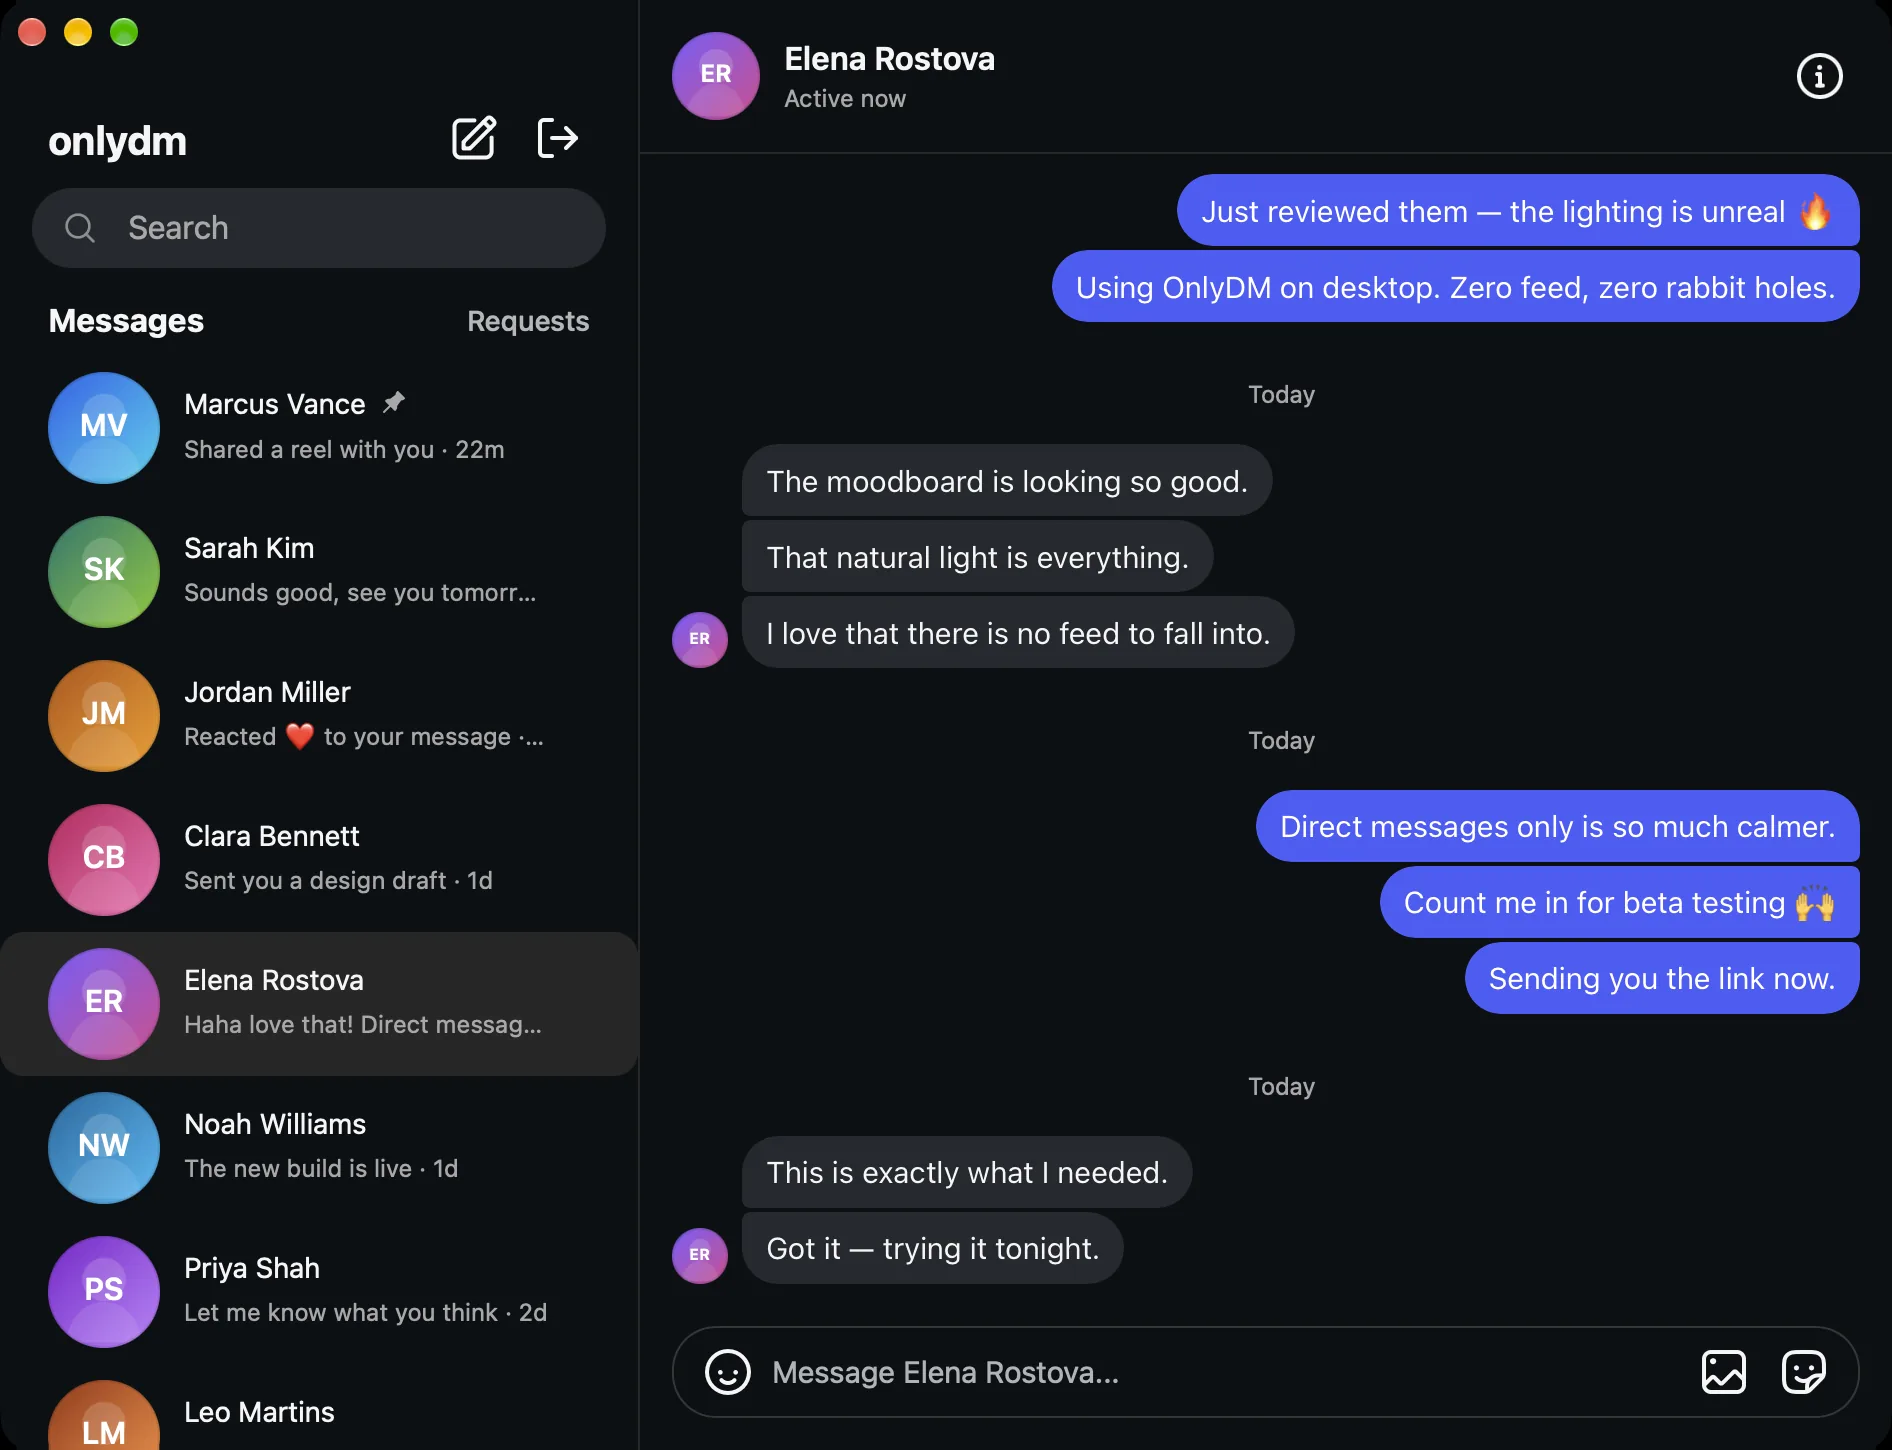 onlydm
Search
Messages
Requests
MV
Marcus Vance
Shared a reel with you · 22m
SK
Sarah Kim
Sounds good, see you tomorr...
JM
Jordan Miller
Reacted ❤️ to your message ·...
CB
Clara Bennett
Sent you a design draft · 1d
ER
Elena Rostova
Haha love that! Direct messag...
NW
Noah Williams
The new build is live · 1d
PS
Priya Shah
Let me know what you think · 2d
LM
Leo Martins
ER
Elena Rostova
Active now
Just reviewed them — the lighting is unreal 🔥
Using OnlyDM on desktop. Zero feed, zero rabbit holes.
Today
The moodboard is looking so good.
That natural light is everything.
ER
I love that there is no feed to fall into.
Today
Direct messages only is so much calmer.
Count me in for beta testing 🙌
Sending you the link now.
Today
This is exactly what I needed.
ER
Got it — trying it tonight.
Message Elena Rostova...